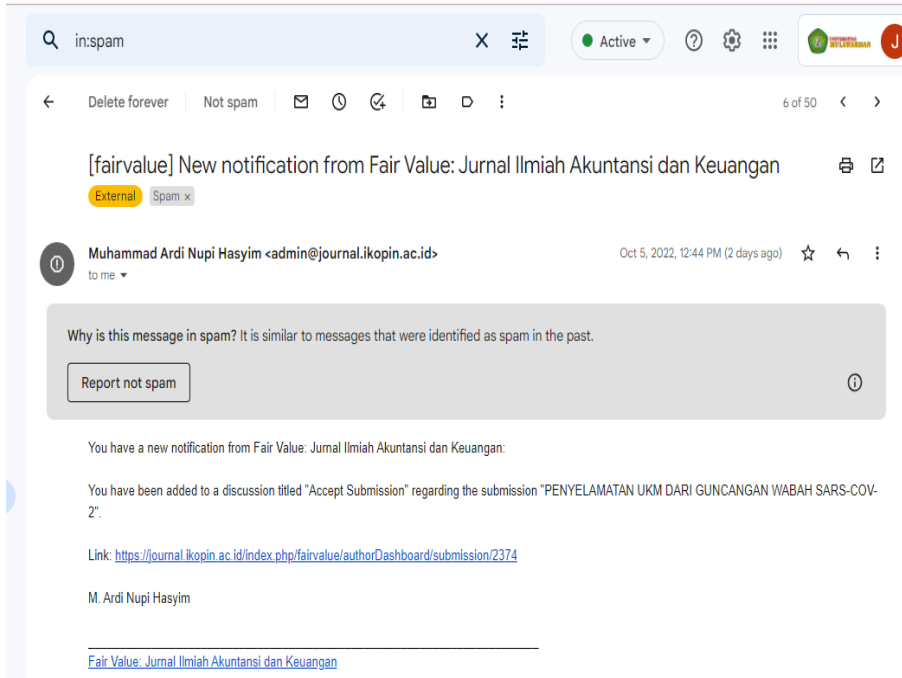 in:spam
Active
UNIVERSITAS
MULAWARMAN
J
Delete forever
Not spam
6 of 50
[fairvalue] New notification from Fair Value: Jurnal Ilmiah Akuntansi dan Keuangan
External
Spam x
Muhammad Ardi Nupi Hasyim <admin@journal.ikopin.ac.id>
Oct 5, 2022, 12:44 PM (2 days ago)
to me
Why is this message in spam? It is similar to messages that were identified as spam in the past.
Report not spam
You have a new notification from Fair Value: Jurnal Ilmiah Akuntansi dan Keuangan:
You have been added to a discussion titled "Accept Submission" regarding the submission "PENYELAMATAN UKM DARI GUNCANGAN WABAH SARS-COV-
2".
Link: https://journal.ikopin.ac.id/index.php/fairvalue/authorDashboard/submission/2374
M. Ardi Nupi Hasyim
Fair Value: Jurnal Ilmiah Akuntansi dan Keuangan